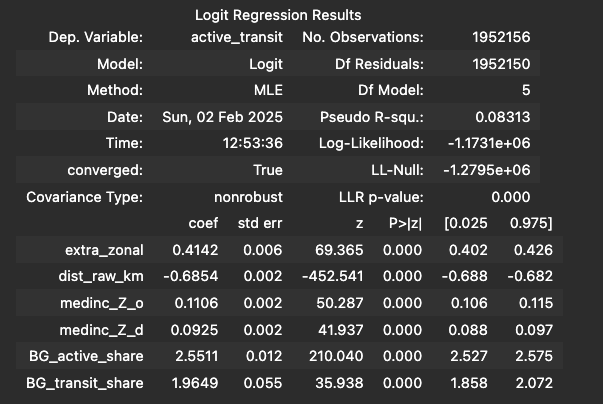 Logit Regression Results
Dep. Variable: active_transit No. Observations: 1952156
Model: Logit Df Residuals: 1952150
Method: MLE Df Model: 5
Date: Sun, 02 Feb 2025 Pseudo R-squ.: 0.08313
Time: 12:53:36 Log-Likelihood: -1.1731e+06
converged: True LL-Null: -1.2795e+06
Covariance Type: nonrobust LLR p-value: 0.000
coef std err z P>|z| [0.025 0.975]
extra_zonal 0.4142 0.006 69.365 0.000 0.402 0.426
dist_raw_km -0.6854 0.002 -452.541 0.000 -0.688 -0.682
medinc_Z_o 0.1106 0.002 50.287 0.000 0.106 0.115
medinc_Z_d 0.0925 0.002 41.937 0.000 0.088 0.097
BG_active_share 2.5511 0.012 210.040 0.000 2.527 2.575
BG_transit_share 1.9649 0.055 35.938 0.000 1.858 2.072